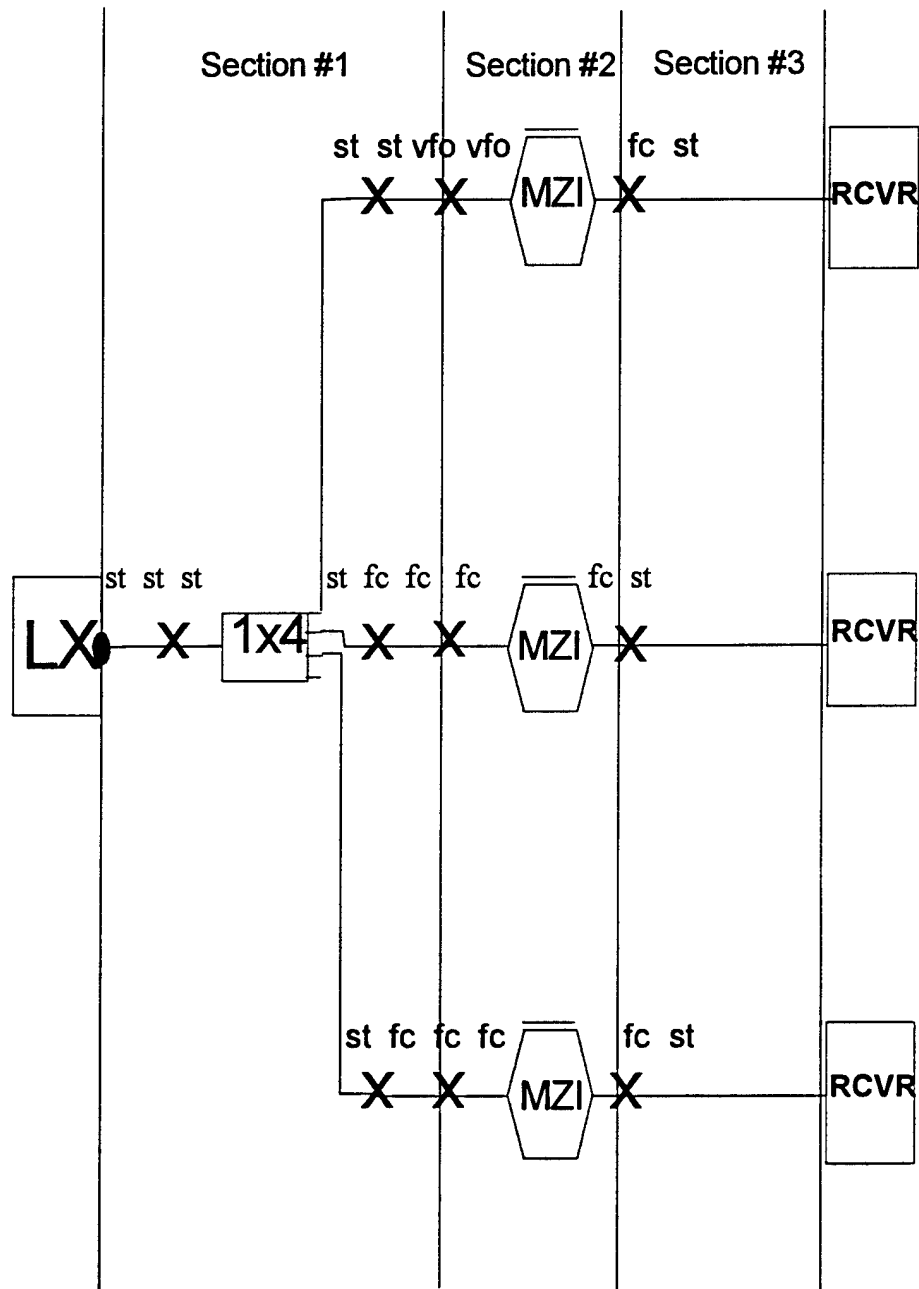 Section #1 Section #2 Section #3
st st vfo vfo fc st
X X MZI X RCVR
st st st st fc fc fc fc st
LX X 1x4 X X MZI X RCVR
st fc fc fc fc st
X X MZI X RCVR